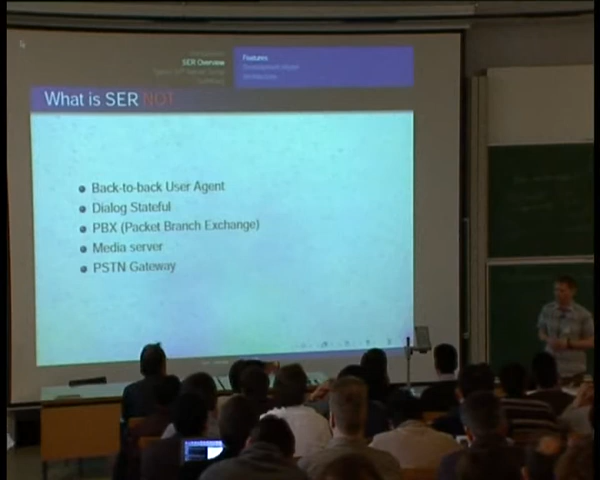 SER Overview
Features
What is SER NOT
Back-to-back User Agent
Dialog Stateful
PBX (Packet Branch Exchange)
Media server
PSTN Gateway